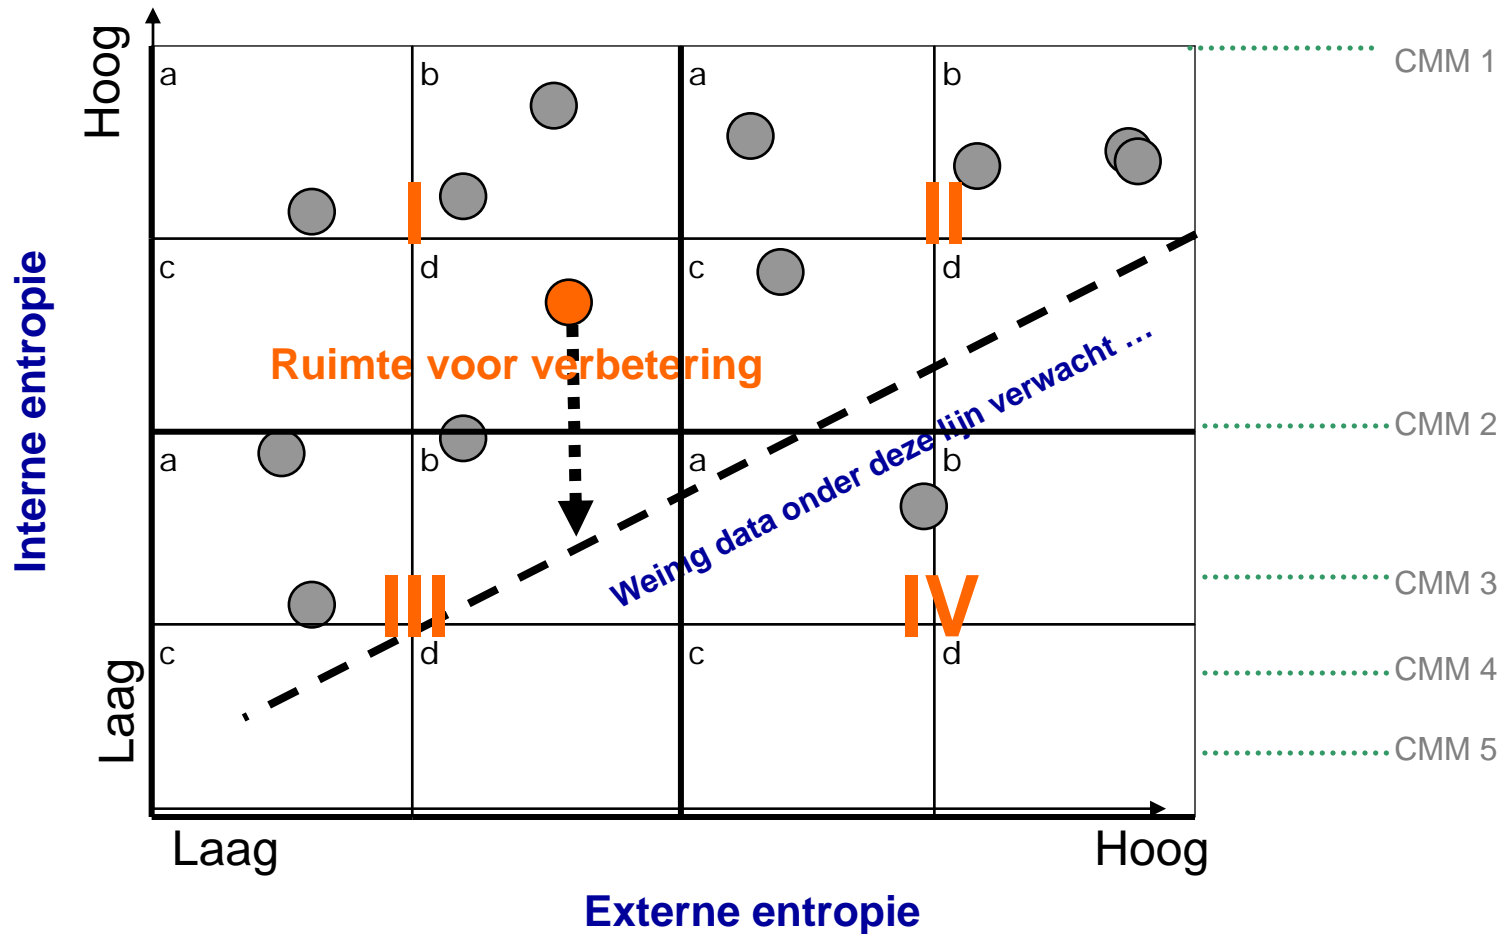 Hoog
a
b
a
b
CMM 1
I
II
c
d
c
d
Interne entropie
Ruimte voor verbetering
Weinig data onder deze lijn verwacht ...
CMM 2
a
b
a
b
III
IV
CMM 3
Laag
c
d
c
d
CMM 4
CMM 5
Laag
Hoog
Externe entropie